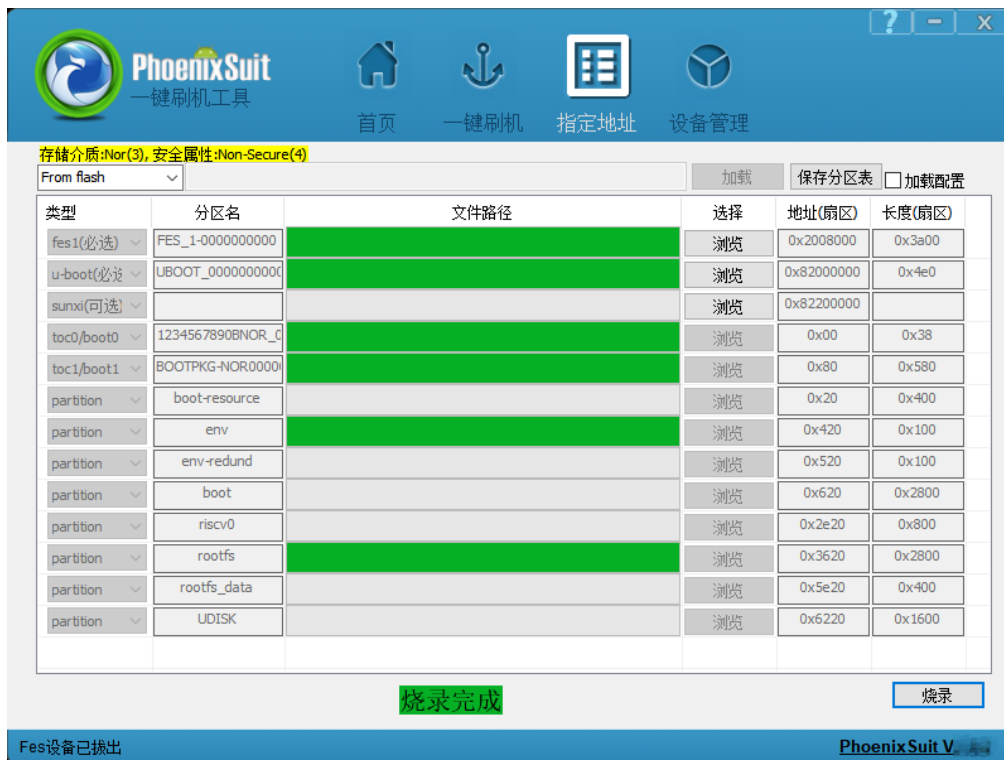 ? - X
PhoenixSuit
一键刷机工具
首页 一键刷机 指定地址 设备管理
存储介质:Nor(3), 安全属性:Non-Secure(4)
From flash 加载 保存分区表 加载配置
类型 分区名 文件路径 选择 地址(扇区) 长度(扇区)
fes1(必选) FES_1-0000000000 浏览 0x2008000 0x3a00
u-boot(必选 UBOOT_0000000000 浏览 0x82000000 0x4e0
sunxi(可选) 浏览 0x82200000
toc0/boot0 1234567890BNOR_0 浏览 0x00 0x38
toc1/boot1 BOOTPKG-NOR00000 浏览 0x80 0x580
partition boot-resource 浏览 0x20 0x400
partition env 浏览 0x420 0x100
partition env-redund 浏览 0x520 0x100
partition boot 浏览 0x620 0x2800
partition riscv0 浏览 0x2e20 0x800
partition rootfs 浏览 0x3620 0x2800
partition rootfs_data 浏览 0x5e20 0x400
partition UDISK 浏览 0x6220 0x1600
烧录完成 烧录
Fes设备已拔出 PhoenixSuit V.